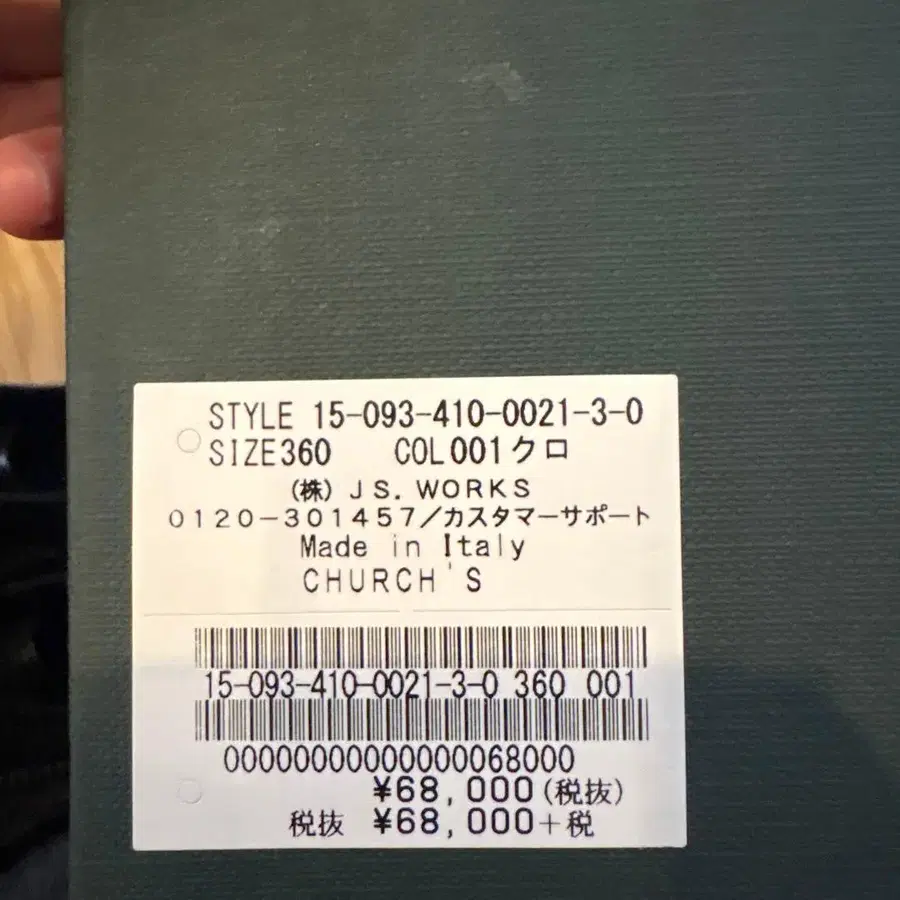 STYLE 15-093-410-0021-3-0
SIZE360 COL001クロ
(株) JS. WORKS
0120-301457/カスタマーサポート
Made in Italy
CHURCH'S
15-093-410-0021-3-0 360 001
00000000000000068000
¥68,000(税抜)
税抜 ¥68,000+税